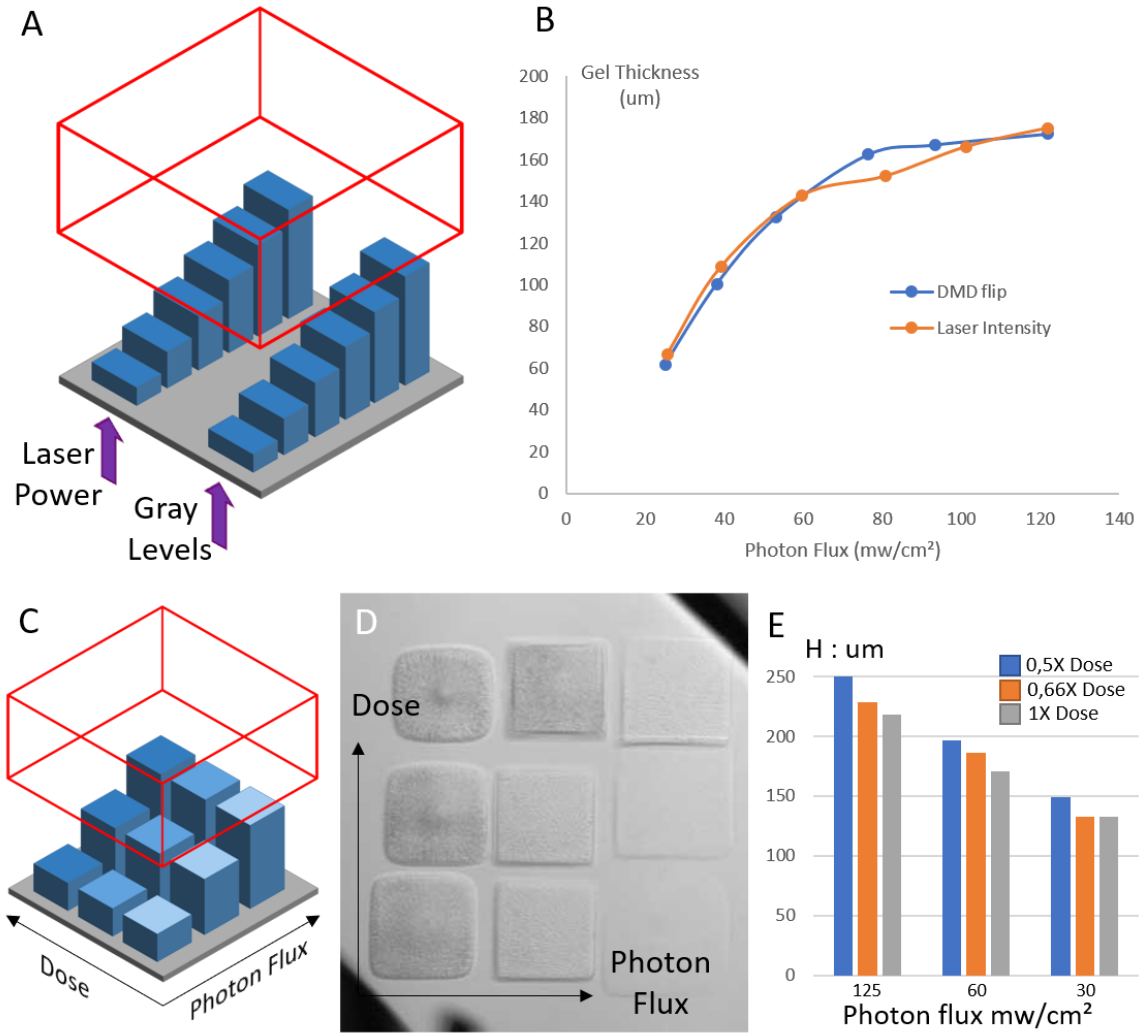 A
Laser
Power
Gray
Levels
B
Gel Thickness
(um)
200
180
160
140
120
100
80
60
40
20
0
DMD flip
Laser Intensity
0 20 40 60 80 100 120 140
Photon Flux (mw/cm²)
C
Dose
Photon Flux
D
Dose
Photon
Flux
E
H : um
0,5X Dose
0,66X Dose
1X Dose
250
200
150
100
50
0
125 60 30
Photon flux mw/cm²